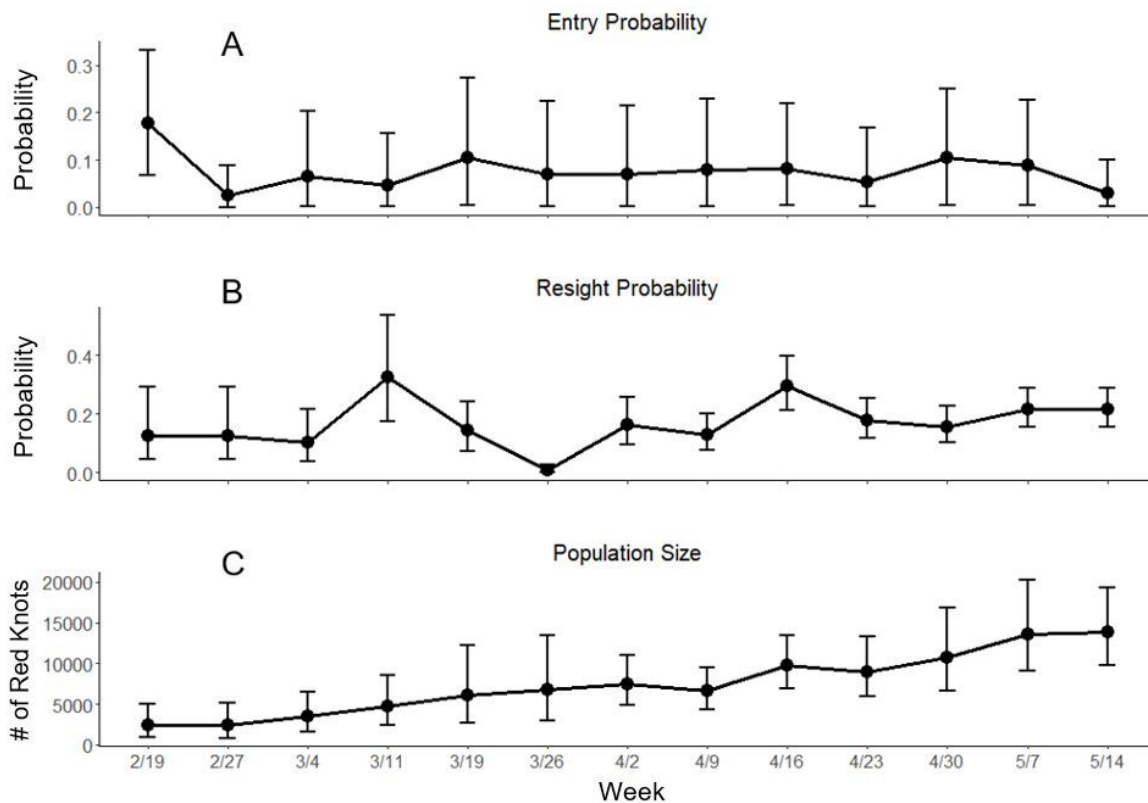 Entry Probability
A
Probability
0.3
0.2
0.1
0.0
Resight Probability
B
Probability
0.4
0.2
0.0
Population Size
C
# of Red Knots
20000
15000
10000
5000
0
2/19 2/27 3/4 3/11 3/19 3/26 4/2 4/9 4/16 4/23 4/30 5/7 5/14
Week